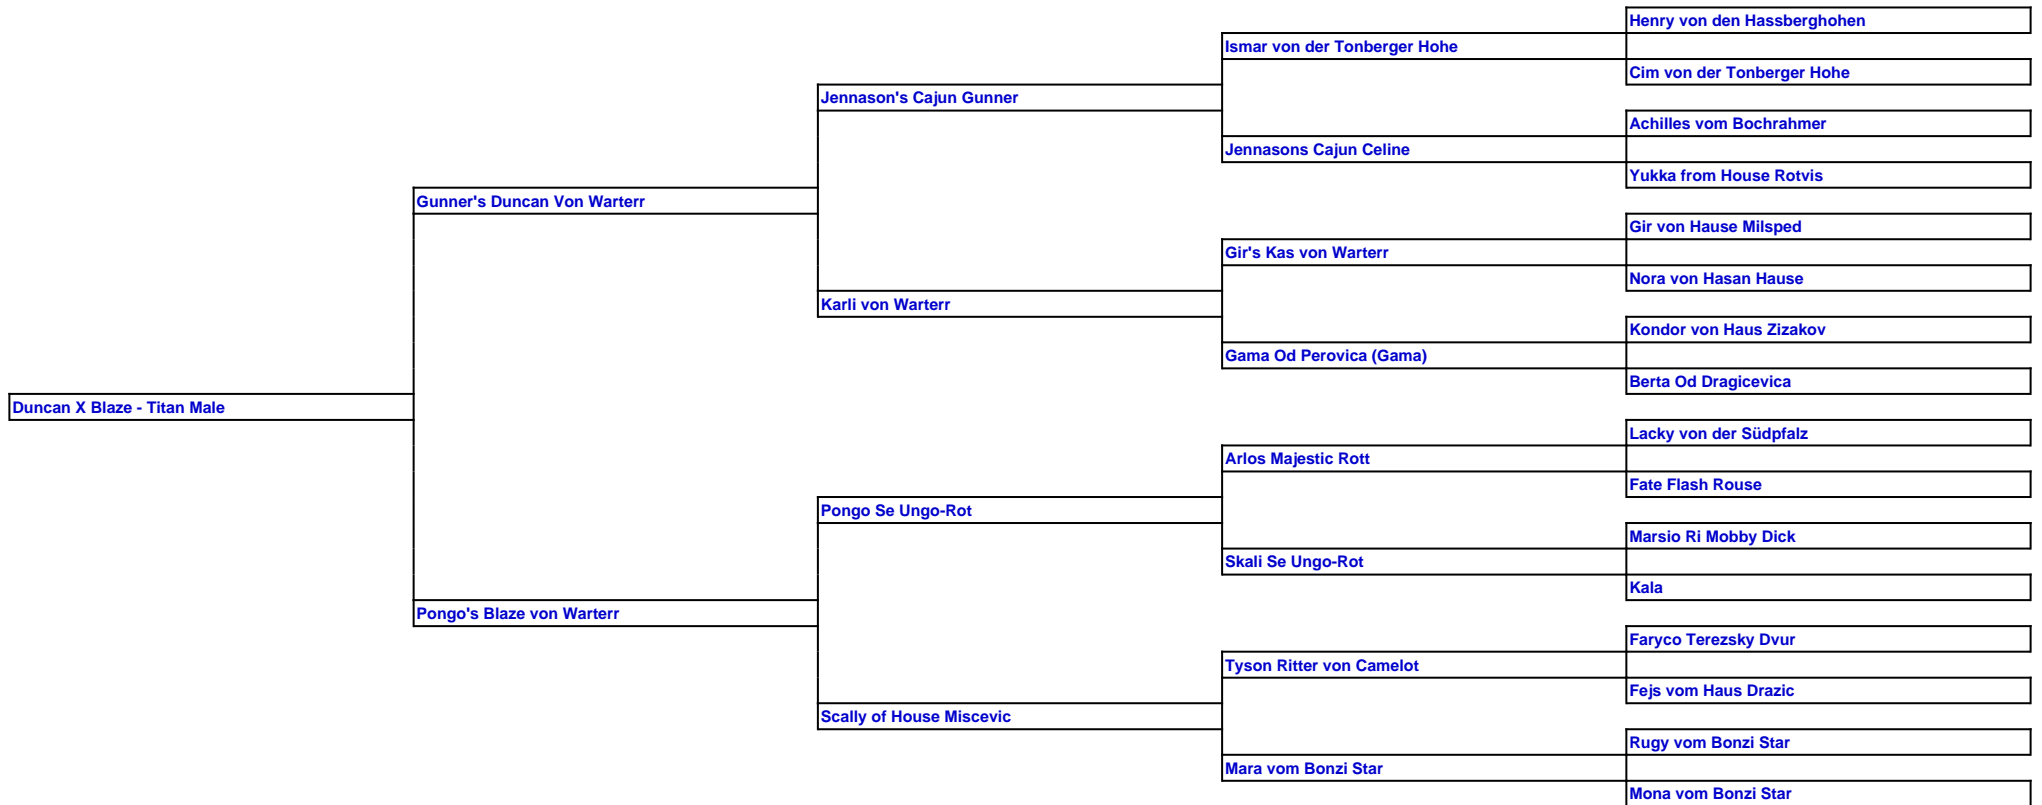 Henry von den Hassberghohen
Ismar von der Tonberger Hohe
Cim von der Tonberger Hohe
Jennason's Cajun Gunner
Achilles vom Bochrahmer
Jennasons Cajun Celine
Yukka from House Rotvis
Gunner's Duncan Von Warterr
Gir von Hause Milsped
Gir's Kas von Warterr
Nora von Hasan Hause
Karli von Warterr
Kondor von Haus Zizakov
Gama Od Perovica (Gama)
Berta Od Dragicevica
Duncan X Blaze - Titan Male
Lacky von der Südpfalz
Arlos Majestic Rott
Fate Flash Rouse
Pongo Se Ungo-Rot
Marsio Ri Mobby Dick
Skali Se Ungo-Rot
Kala
Pongo's Blaze von Warterr
Faryco Terezsky Dvur
Tyson Ritter von Camelot
Fejs vom Haus Drazic
Scally of House Miscevic
Rugy vom Bonzi Star
Mara vom Bonzi Star
Mona vom Bonzi Star